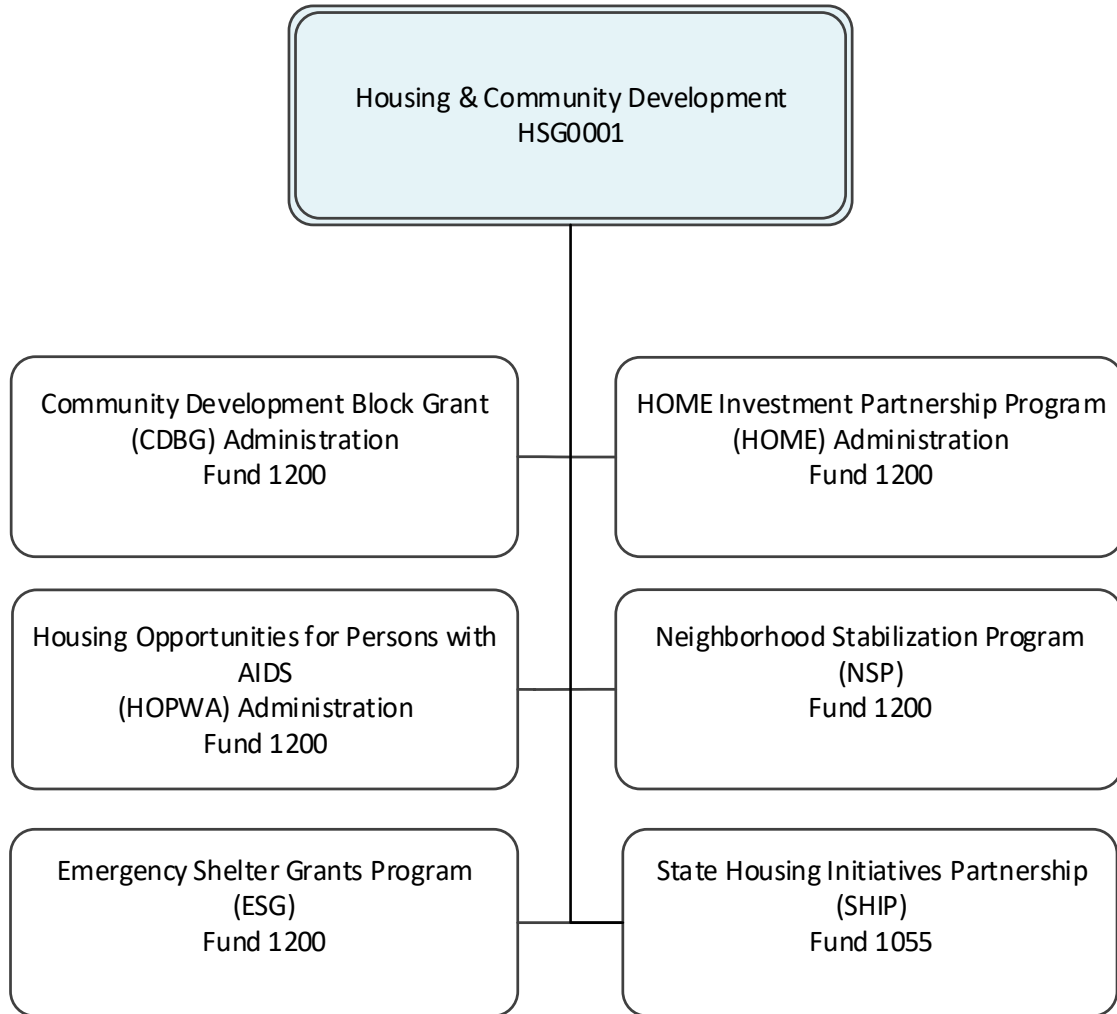 Housing & Community Development
HSG0001
Community Development Block Grant
(CDBG) Administration
Fund 1200
HOME Investment Partnership Program
(HOME) Administration
Fund 1200
Housing Opportunities for Persons with
AIDS
(HOPWA) Administration
Fund 1200
Neighborhood Stabilization Program
(NSP)
Fund 1200
Emergency Shelter Grants Program
(ESG)
Fund 1200
State Housing Initiatives Partnership
(SHIP)
Fund 1055